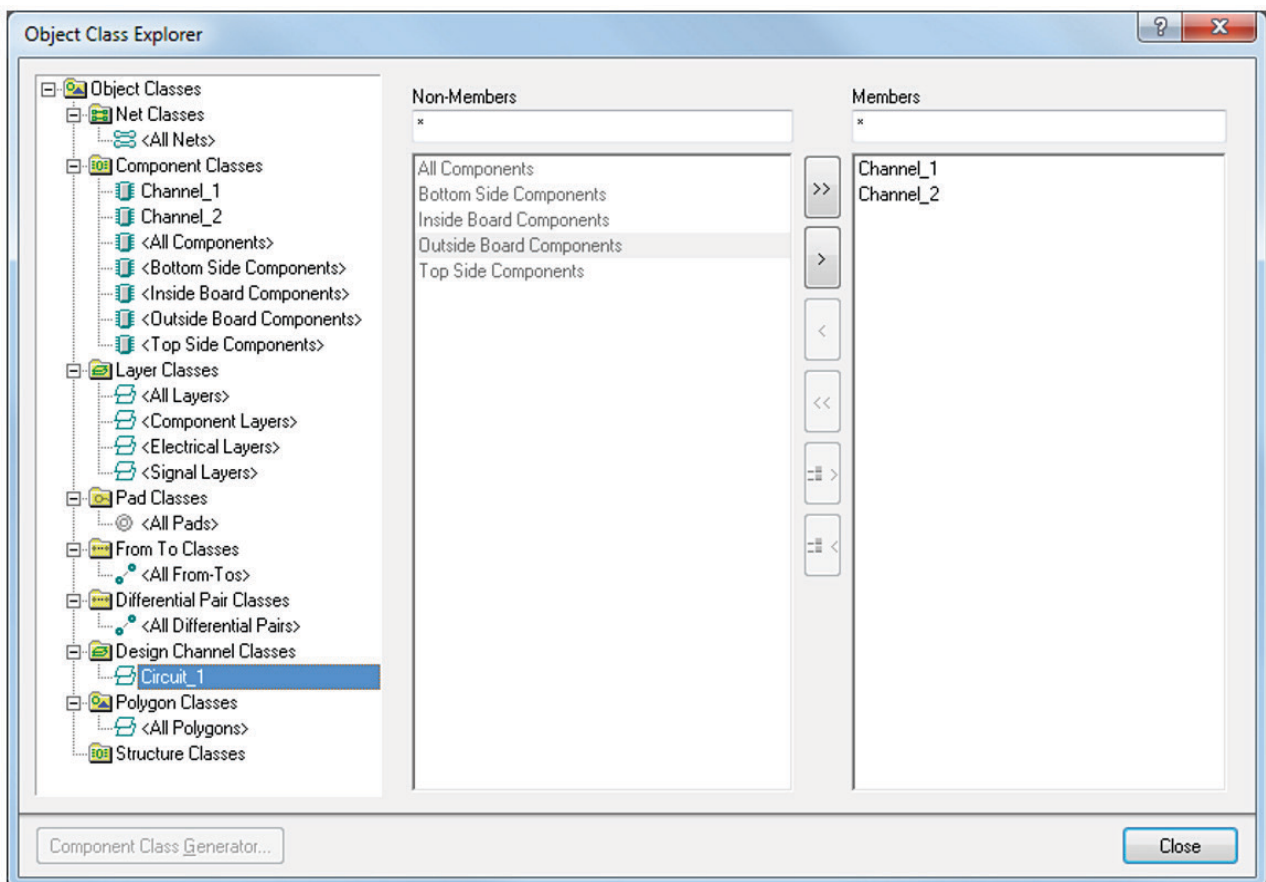 Object Class Explorer
Object Classes
Net Classes
<All Nets>
Component Classes
Channel_1
Channel_2
<All Components>
<Bottom Side Components>
<Inside Board Components>
<Outside Board Components>
<Top Side Components>
Layer Classes
<All Layers>
<Component Layers>
<Electrical Layers>
<Signal Layers>
Pad Classes
<All Pads>
From To Classes
<All From-Tos>
Differential Pair Classes
<All Differential Pairs>
Design Channel Classes
Circuit_1
Polygon Classes
<All Polygons>
Structure Classes
Non-Members
*
All Components
Bottom Side Components
Inside Board Components
Outside Board Components
Top Side Components
>>
>
<
<<
>
<
Members
*
Channel_1
Channel_2
Component Class Generator...
Close